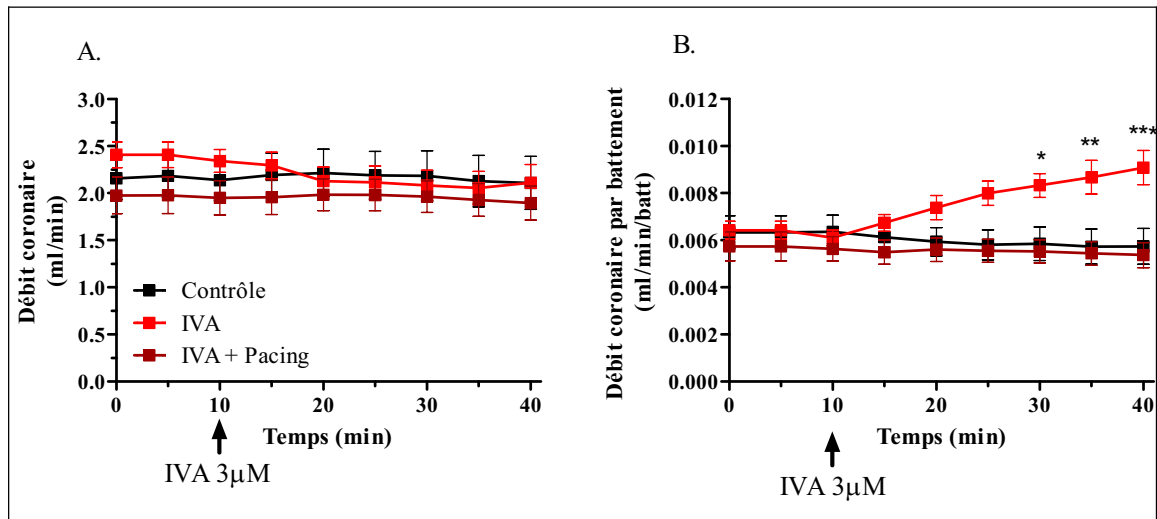 A.
Débit coronaire
(ml/min)
3.0
2.5
2.0
1.5
1.0
0.5
0.0
Contrôle
IVA
IVA + Pacing
0 10 20 30 40
Temps (min)
IVA 3µM
B.
Débit coronaire par battement
(ml/min/batt)
0.012
0.010
0.008
0.006
0.004
0.002
0.000
* ** ***
0 10 20 30 40
Temps (min)
IVA 3µM